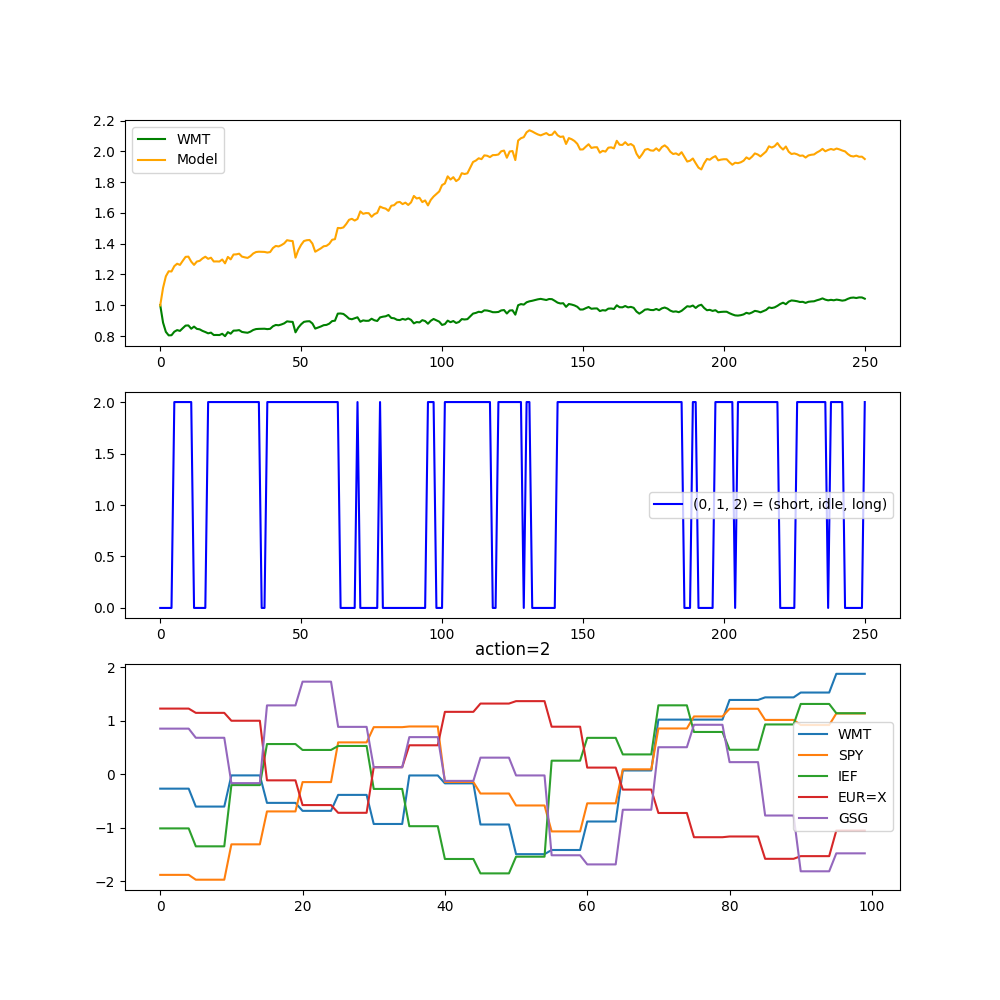 2.2
2.0
1.8
1.6
1.4
1.2
1.0
0.8
WMT
Model
0 50 100 150 200 250
2.0
1.5
1.0
0.5
0.0
(0, 1, 2) = (short, idle, long)
0 50 100 150 200 250
action=2
2
1
0
−1
−2
WMT
SPY
IEF
EUR=X
GSG
0 20 40 60 80 100